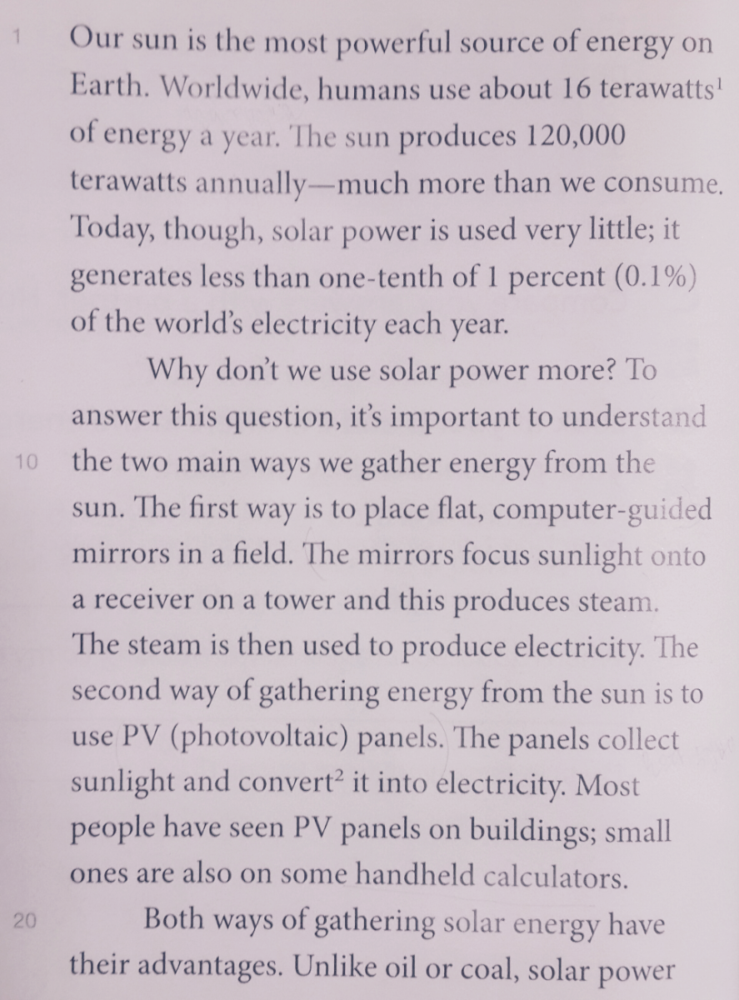 1 Our sun is the most powerful source of energy on
Earth. Worldwide, humans use about 16 terawatts¹
of energy a year. The sun produces 120,000
terawatts annually—much more than we consume.
Today, though, solar power is used very little; it
generates less than one-tenth of 1 percent (0.1%)
of the world's electricity each year.
Why don't we use solar power more? To
answer this question, it's important to understand
10 the two main ways we gather energy from the
sun. The first way is to place flat, computer-guided
mirrors in a field. The mirrors focus sunlight onto
a receiver on a tower and this produces steam.
The steam is then used to produce electricity. The
second way of gathering energy from the sun is to
use PV (photovoltaic) panels. The panels collect
sunlight and convert² it into electricity. Most
people have seen PV panels on buildings; small
ones are also on some handheld calculators.
20 Both ways of gathering solar energy have
their advantages. Unlike oil or coal, solar power